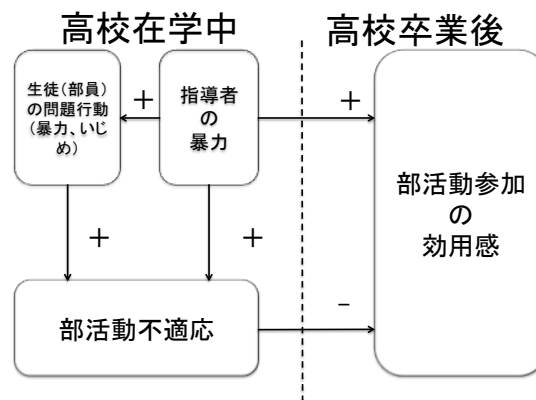 高校在学中
高校卒業後
生徒(部員)
の問題行動
(暴力、いじ
め)
+
指導者
の
暴力
+
部活動参加
の
効用感
+
+
部活動不適応
-